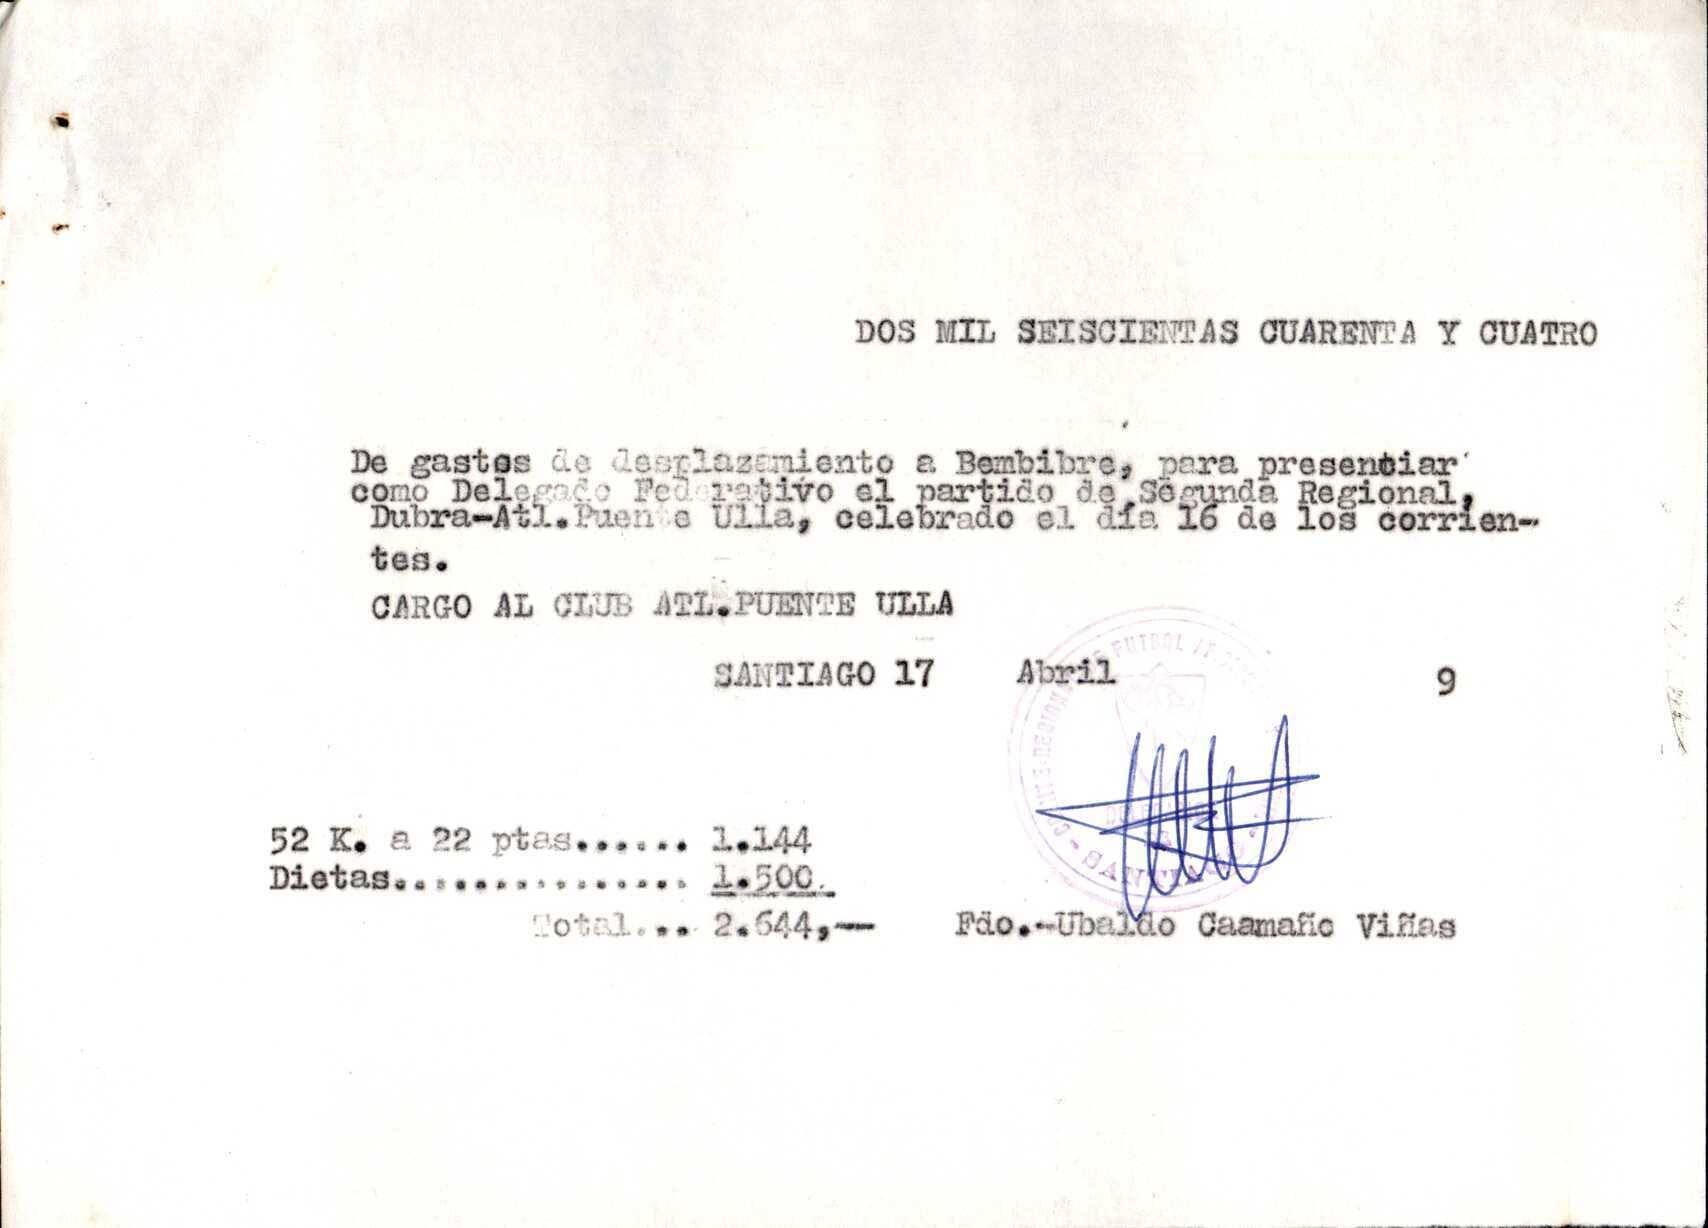 DOS MIL SEISCIENTAS CUARENTA Y CUATRO
De gastos de desplazamiento a Bembibre, para presenciar
como Delegado Federativo el partido de Segunda Regional,
Dubra-Atl.Puente Ulla, celebrado el día 16 de los corrien-
tes.
CARGO AL CLUB ATL.PUENTE ULLA
SANTIAGO 17 Abril 9
FUTBOL
SANTIAGO
52 K. a 22 ptas...... 1.144
Dietas............... 1.500.
Total... 2.644,--
Fdo.-Ubaldo Caamaño Viñas